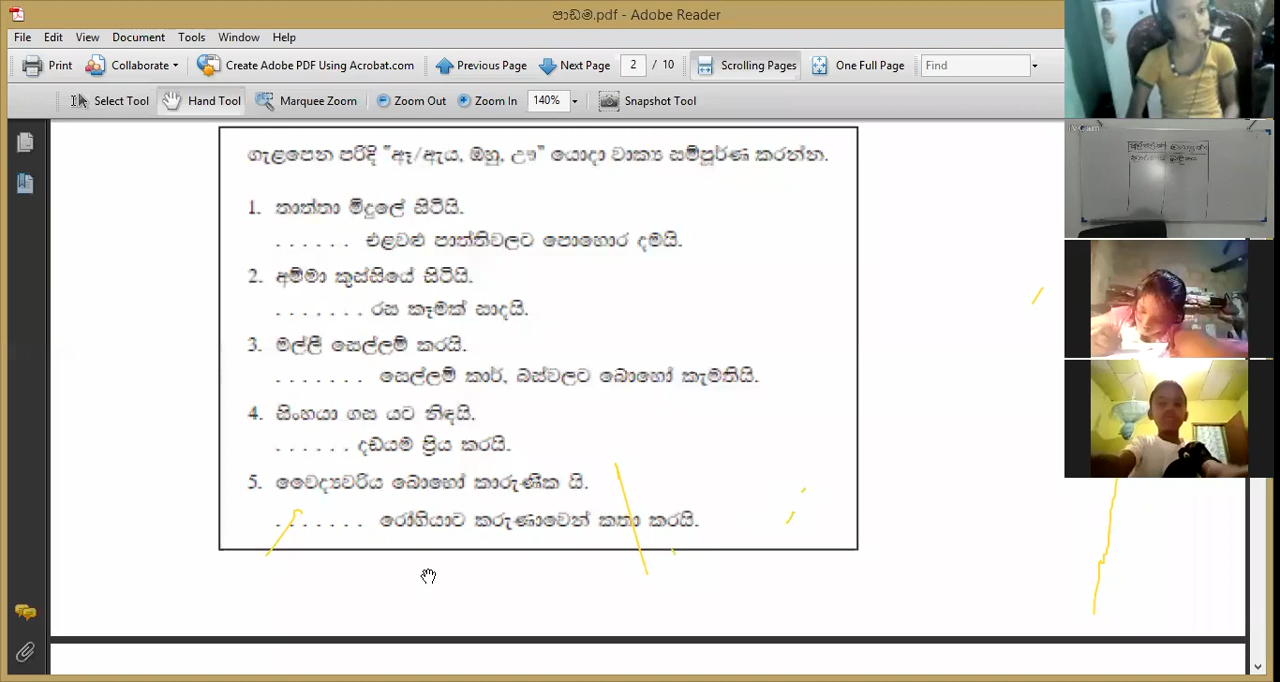 පාඩම.pdf - Adobe Reader
File Edit View Document Tools Window Help
Print Collaborate Create Adobe PDF Using Acrobat.com Previous Page Next Page 2 / 10 Scrolling Pages One Full Page Find
Select Tool Hand Tool Marquee Zoom Zoom Out Zoom In 140% Snapshot Tool
ගැළපෙන පරිදි "ඈ/ඇය, ඔහු, ඌ" යොදා වාක්‍ය සම්පූර්ණ කරන්න.
1. තාත්තා මිදුලේ සිටියි.
. . . . . . එළවළු පාත්තිවලට පොහොර දමයි.
2. අම්මා කුස්සියේ සිටියි.
. . . . . . . රස කෑමක් සාදයි.
3. මල්ලී සෙල්ලම් කරයි.
. . . . . . . සෙල්ලම් කාර්, බස්වලට බොහෝ කැමතියි.
4. සිංහයා ගස යට නිඳයි.
. . . . . . දඩයම ප්‍රිය කරයි.
5. වෛද්‍යවරිය බොහෝ කාරුණික යි.
. . . . . . . රෝගියාට කරුණාවෙන් කතා කරයි.